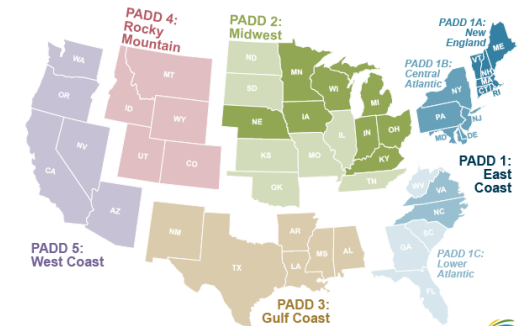 PADD 1A:
New
England
PADD 4:
Rocky
Mountain
PADD 2:
Midwest
PADD 1B:
Central
Atlantic
WA
MT
ND
MN
VT
ME
NH
MA
CT
RI
OR
ID
SD
WI
MI
NY
WY
NE
IA
PA
NJ
NV
UT
CO
IL
IN
OH
MD
DE
CA
KS
MO
KY
PADD 1:
East
Coast
AZ
OK
TN
WV
VA
NC
NM
AR
SC
PADD 5:
West Coast
TX
LA
MS
AL
GA
PADD 1C:
Lower
Atlantic
FL
PADD 3:
Gulf Coast